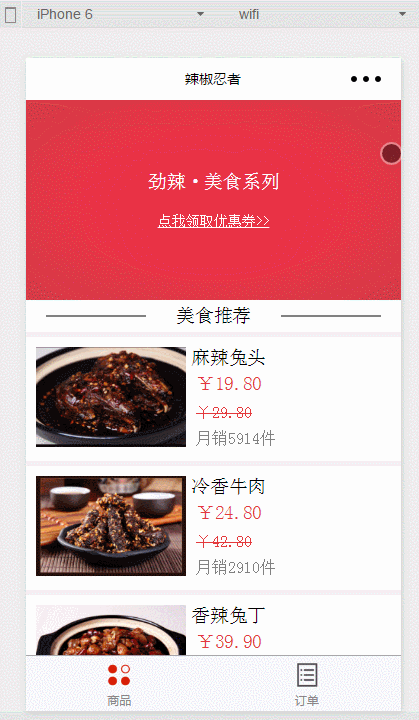 iPhone 6
wifi
辣椒忍者
劲辣·美食系列
点我领取优惠券>>
美食推荐
麻辣兔头
￥19.80
￥29.80
月销5914件
冷香牛肉
￥24.80
￥42.80
月销2910件
香辣兔丁
￥39.90
商品
订单